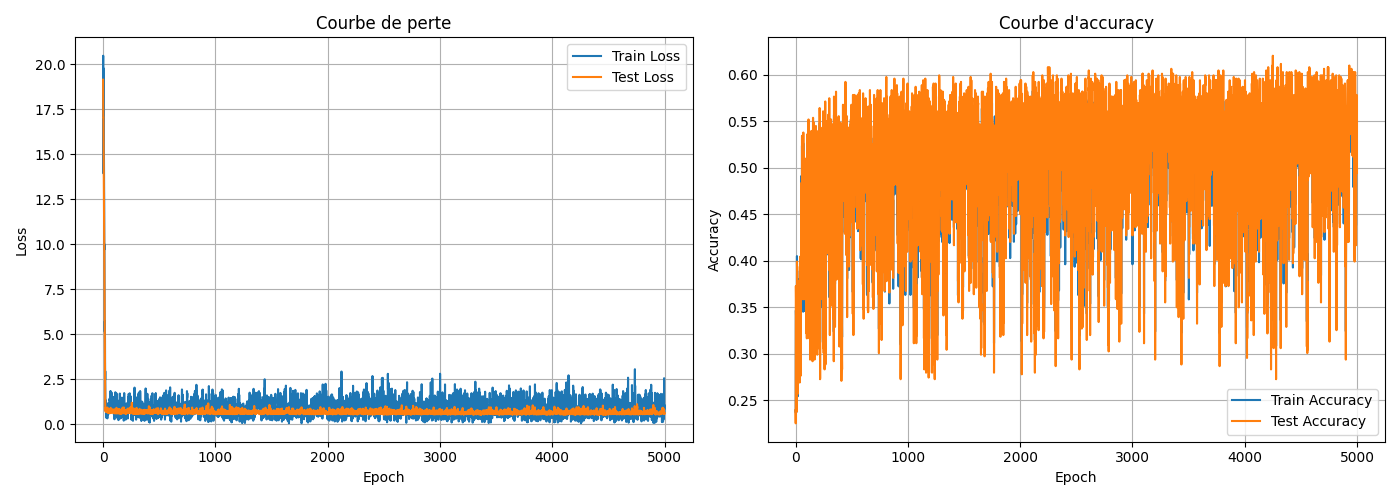 Courbe de perte
20.0
17.5
15.0
12.5
10.0
7.5
5.0
2.5
0.0
Loss
0 1000 2000 3000 4000 5000
Epoch
Train Loss
Test Loss
Courbe d'accuracy
0.60
0.55
0.50
0.45
0.40
0.35
0.30
0.25
Accuracy
0 1000 2000 3000 4000 5000
Epoch
Train Accuracy
Test Accuracy